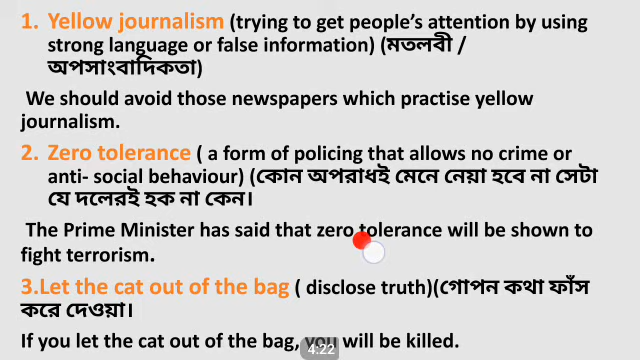 1. Yellow journalism (trying to get people's attention by using
strong language or false information) (মতলবী /
অপসাংবাদিকতা)
We should avoid those newspapers which practise yellow
journalism.
2. Zero tolerance ( a form of policing that allows no crime or
anti- social behaviour) (কোন অপরাধই মেনে নেয়া হবে না সেটা
যে দলেরই হক না কেন।
The Prime Minister has said that zero tolerance will be shown to
fight terrorism.
3.Let the cat out of the bag ( disclose truth)(গোপন কথা ফাঁস
করে দেওয়া।
If you let the cat out of the bag, you will be killed.
4:22